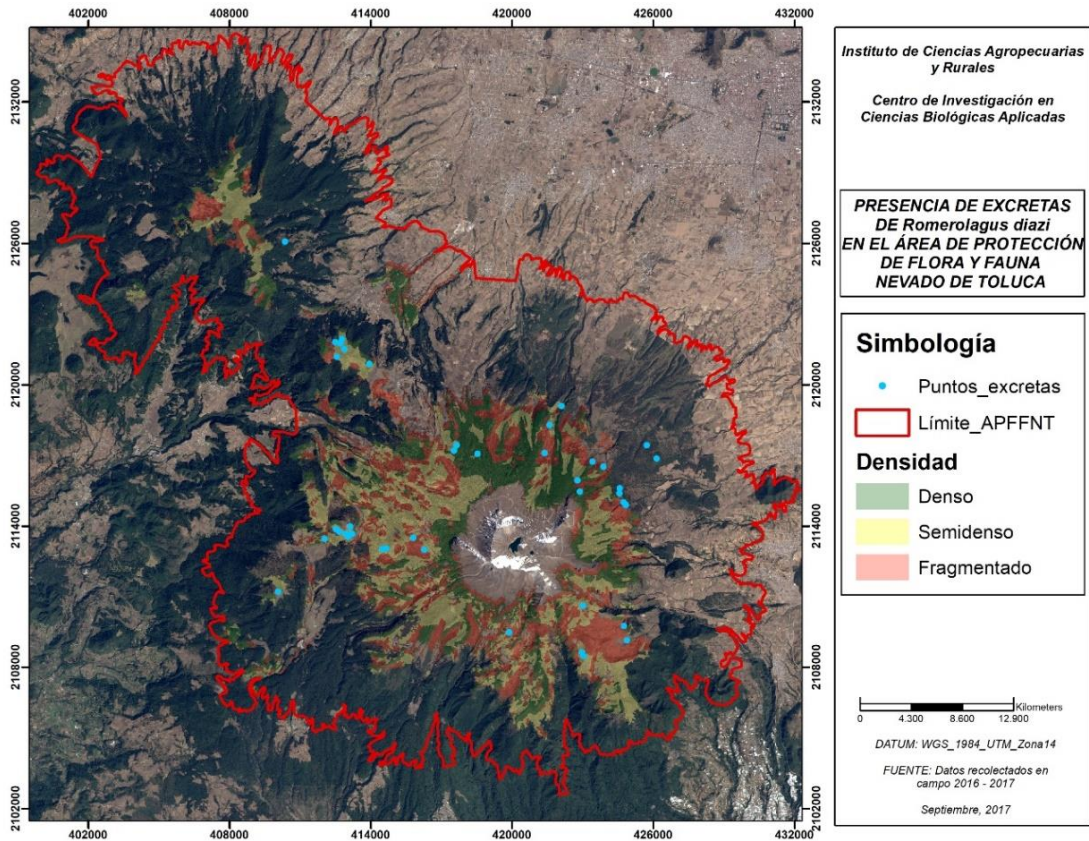 402000 408000 414000 420000 426000 432000
2132000 2132000
2126000 2126000
2120000 2120000
2114000 2114000
2108000 2108000
2102000 2102000
402000 408000 414000 420000 426000 432000
Instituto de Ciencias Agropecuarias
y Rurales
Centro de Investigación en
Ciencias Biológicas Aplicadas
PRESENCIA DE EXCRETAS
DE Romerolagus diazi
EN EL ÁREA DE PROTECCIÓN
DE FLORA Y FAUNA
NEVADO DE TOLUCA
Simbología
Puntos_excretas
Límite_APFFNT
Densidad
Denso
Semidenso
Fragmentado
Kilometers
0 4.300 8.600 12.900
DATUM: WGS_1984_UTM_Zona14
FUENTE: Datos recolectados en
campo 2016 - 2017
Septiembre, 2017